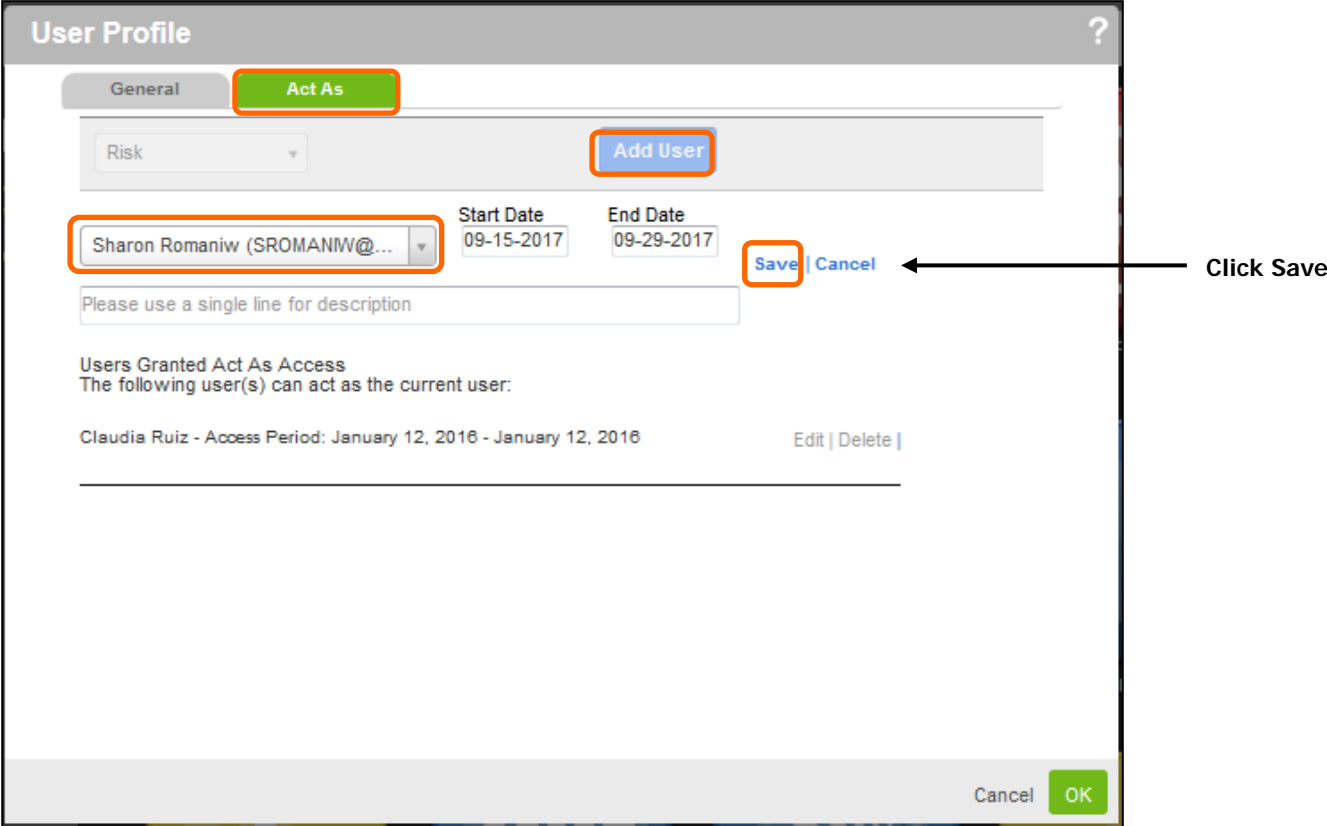 User Profile ?
General Act As
Risk Add User
Start Date End Date
Sharon Romaniw (SROMANIW@... 09-15-2017 09-29-2017
Save | Cancel Click Save
Please use a single line for description
Users Granted Act As Access
The following user(s) can act as the current user:
Claudia Ruiz - Access Period: January 12, 2016 - January 12, 2016 Edit | Delete |
Cancel OK